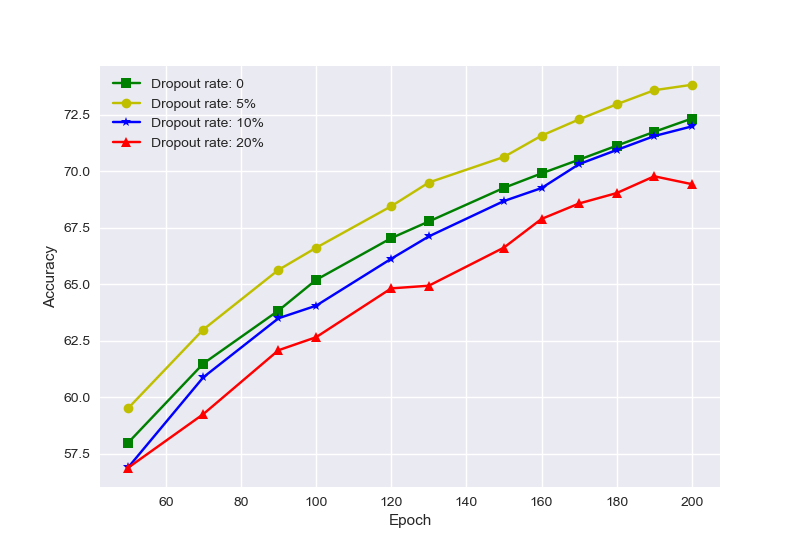 Dropout rate: 0
Dropout rate: 5%
Dropout rate: 10%
Dropout rate: 20%
72.5
70.0
67.5
65.0
62.5
60.0
57.5
Accuracy
60 80 100 120 140 160 180 200
Epoch